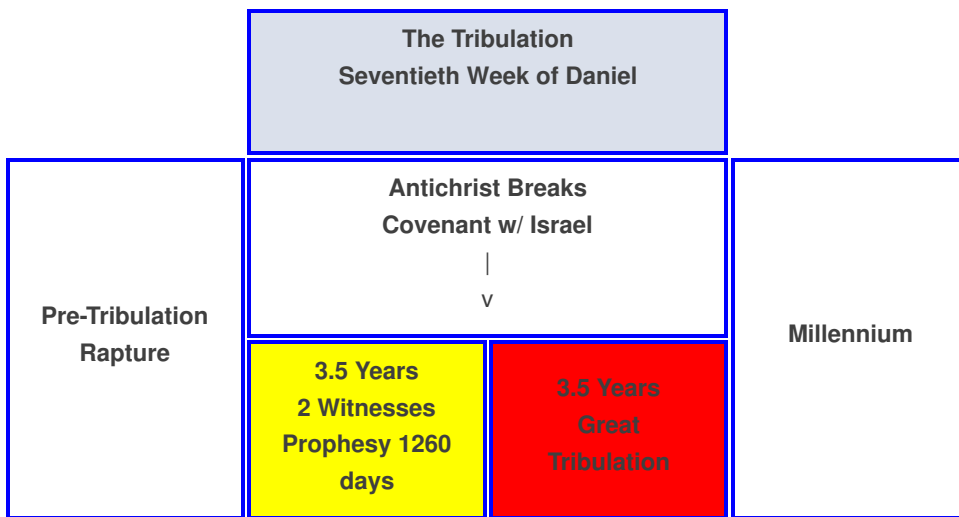 The Tribulation
Seventieth Week of Daniel
Pre-Tribulation
Rapture
Antichrist Breaks
Covenant w/ Israel
|
v
3.5 Years
2 Witnesses
Prophesy 1260
days
3.5 Years
Great
Tribulation
Millennium